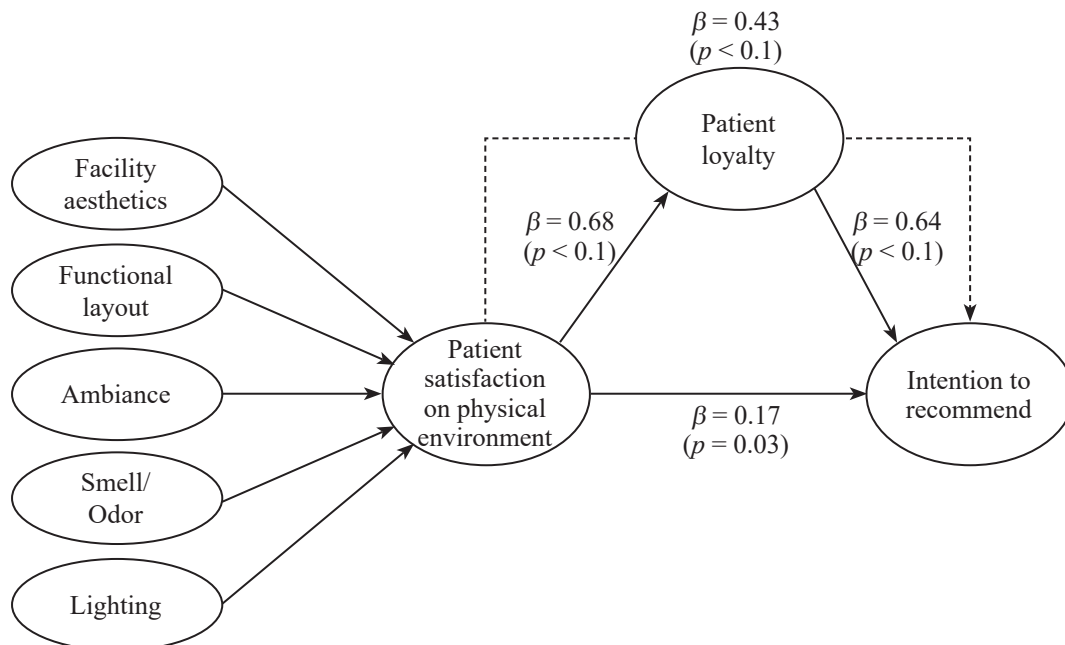 β = 0.43
(p < 0.1)
Patient
loyalty
Facility
aesthetics
β = 0.68
(p < 0.1)
β = 0.64
(p < 0.1)
Functional
layout
Patient
satisfaction
on physical
environment
Ambiance
Intention to
recommend
β = 0.17
(p = 0.03)
Smell/
Odor
Lighting